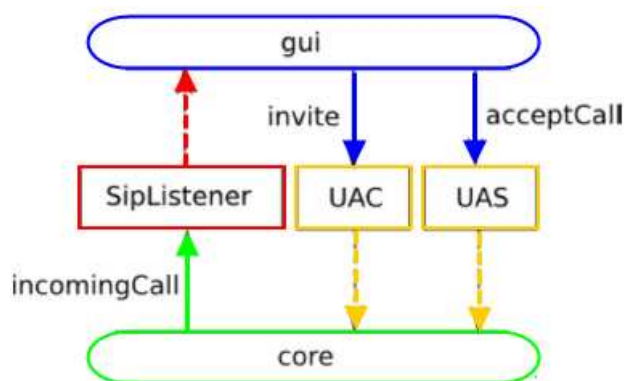 gui
invite
acceptCall
SipListener
UAC
UAS
incomingCall
core